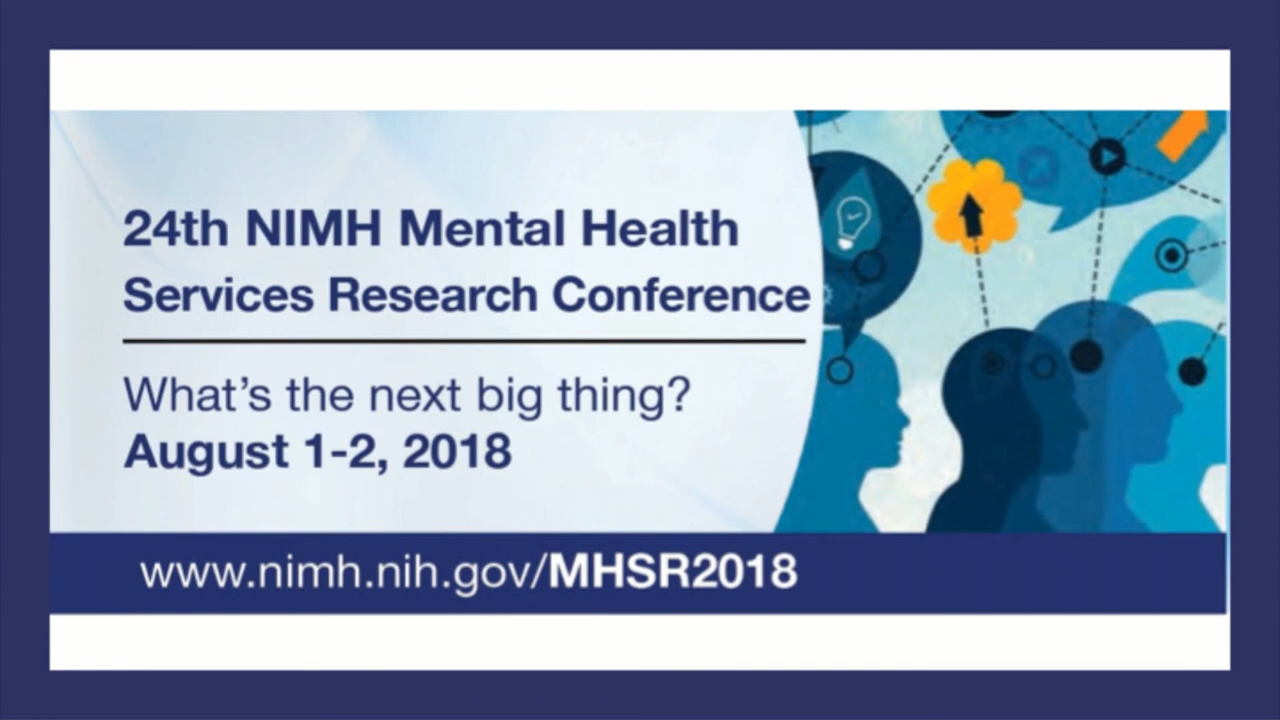 24th NIMH Mental Health
Services Research Conference
What's the next big thing?
August 1-2, 2018
www.nimh.nih.gov/MHSR2018